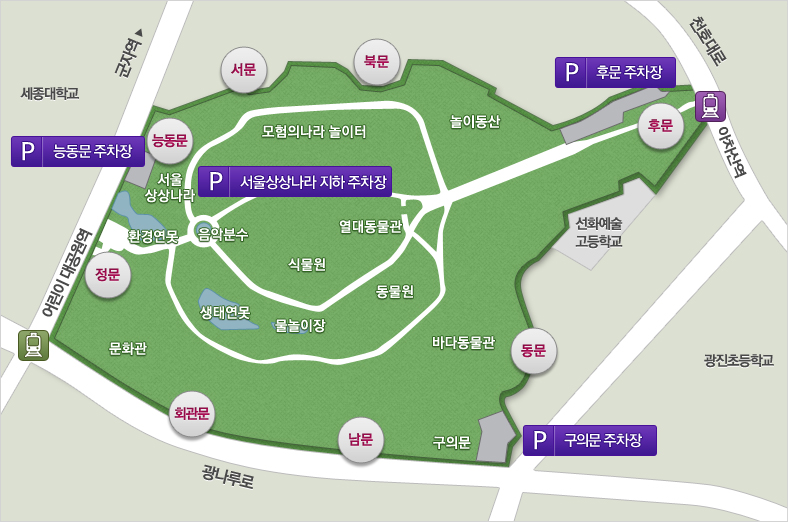 군자역
천호대로
서문
북문
P 후문 주차장
세종대학교
능동문
모험의나라 놀이터
놀이동산
후문
P 능동문 주차장
아차산역
서울
상상나라
P 서울상상나라 지하 주차장
환경연못
음악분수
열대동물관
선화예술
고등학교
어린이 대공원역
정문
식물원
동물원
생태연못
물놀이장
문화관
바다동물관
동문
광진초등학교
회관문
남문
구의문
P 구의문 주차장
광나루로